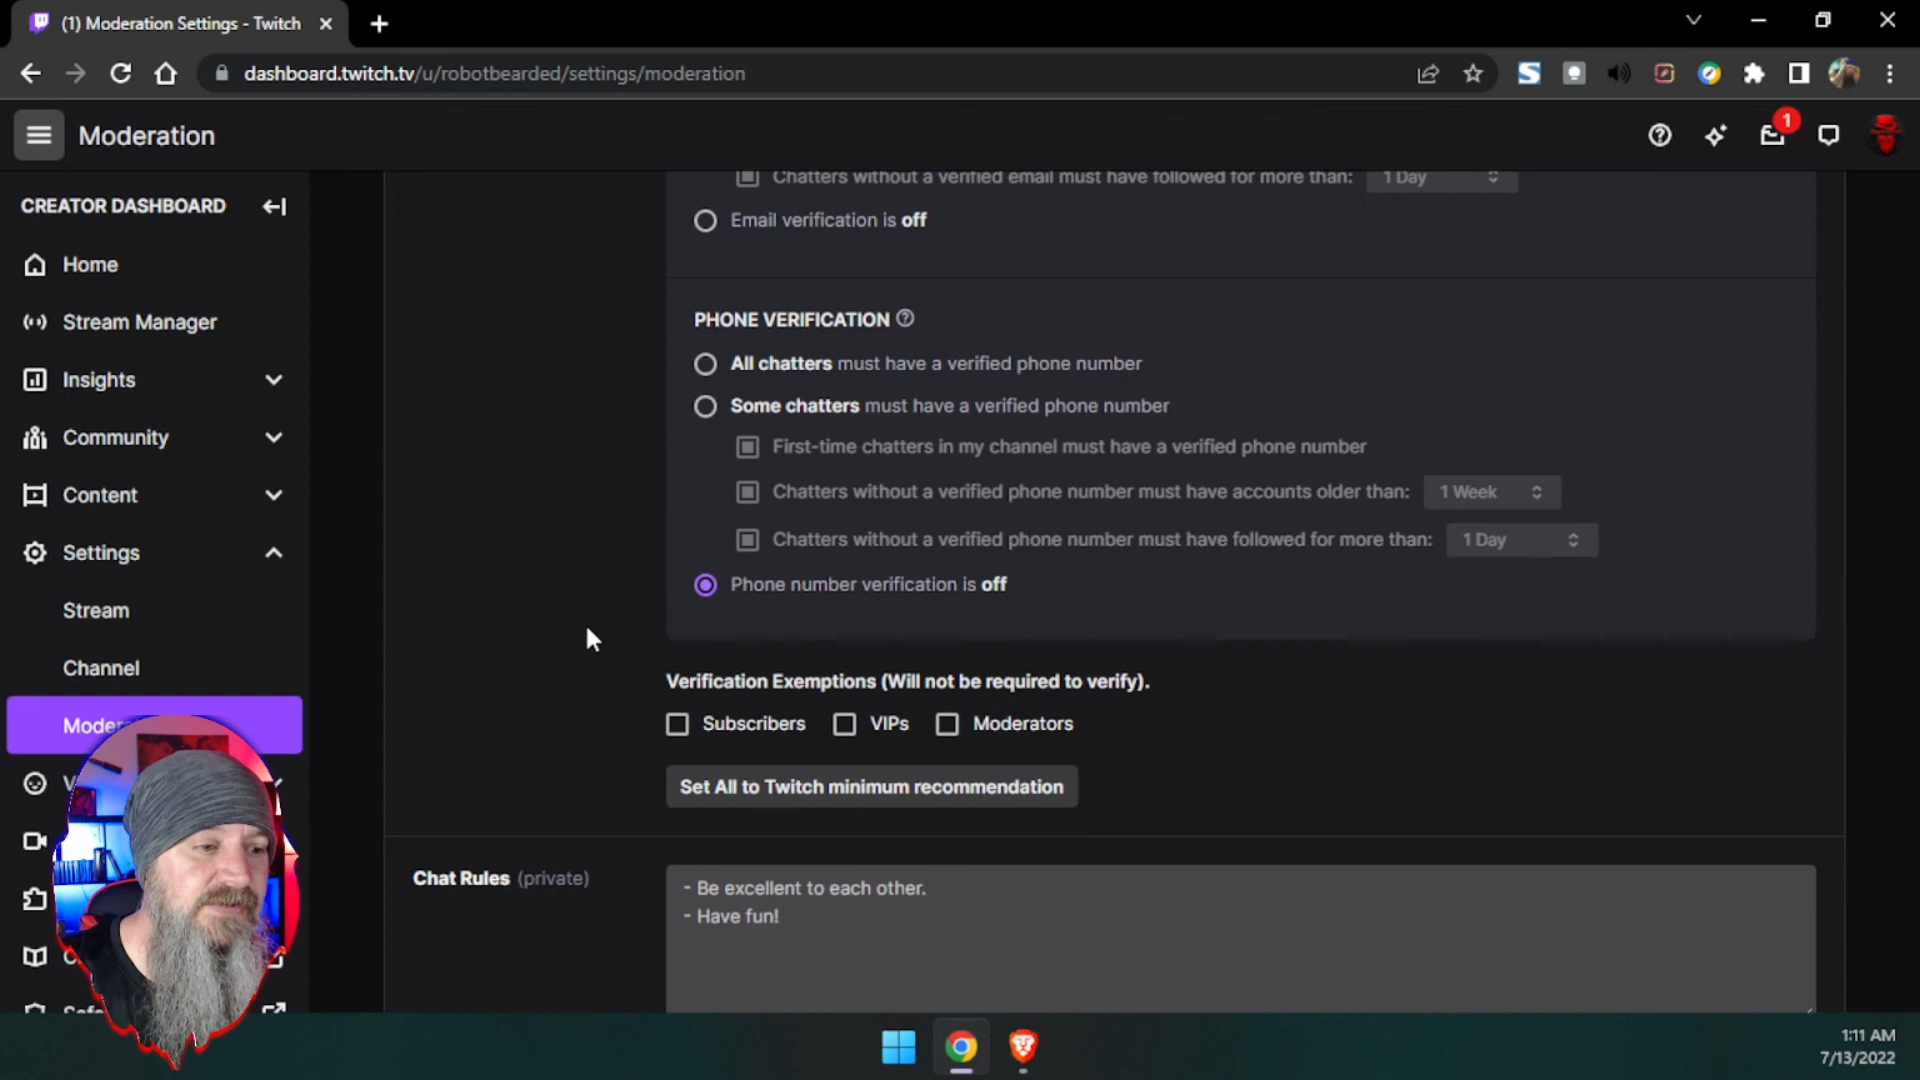 (1) Moderation Settings - Twitch
dashboard.twitch.tv/u/robotbearded/settings/moderation
Moderation
1
CREATOR DASHBOARD
Home
Stream Manager
Insights
Community
Content
Settings
Stream
Channel
Chatters without a verified email must have followed for more than: 1 Day
Email verification is off
PHONE VERIFICATION
All chatters must have a verified phone number
Some chatters must have a verified phone number
First-time chatters in my channel must have a verified phone number
Chatters without a verified phone number must have accounts older than: 1 Week
Chatters without a verified phone number must have followed for more than: 1 Day
Phone number verification is off
Verification Exemptions (Will not be required to verify).
Subscribers VIPs Moderators
Set All to Twitch minimum recommendation
Chat Rules (private)
- Be excellent to each other.
- Have fun!
1:11 AM
7/13/2022